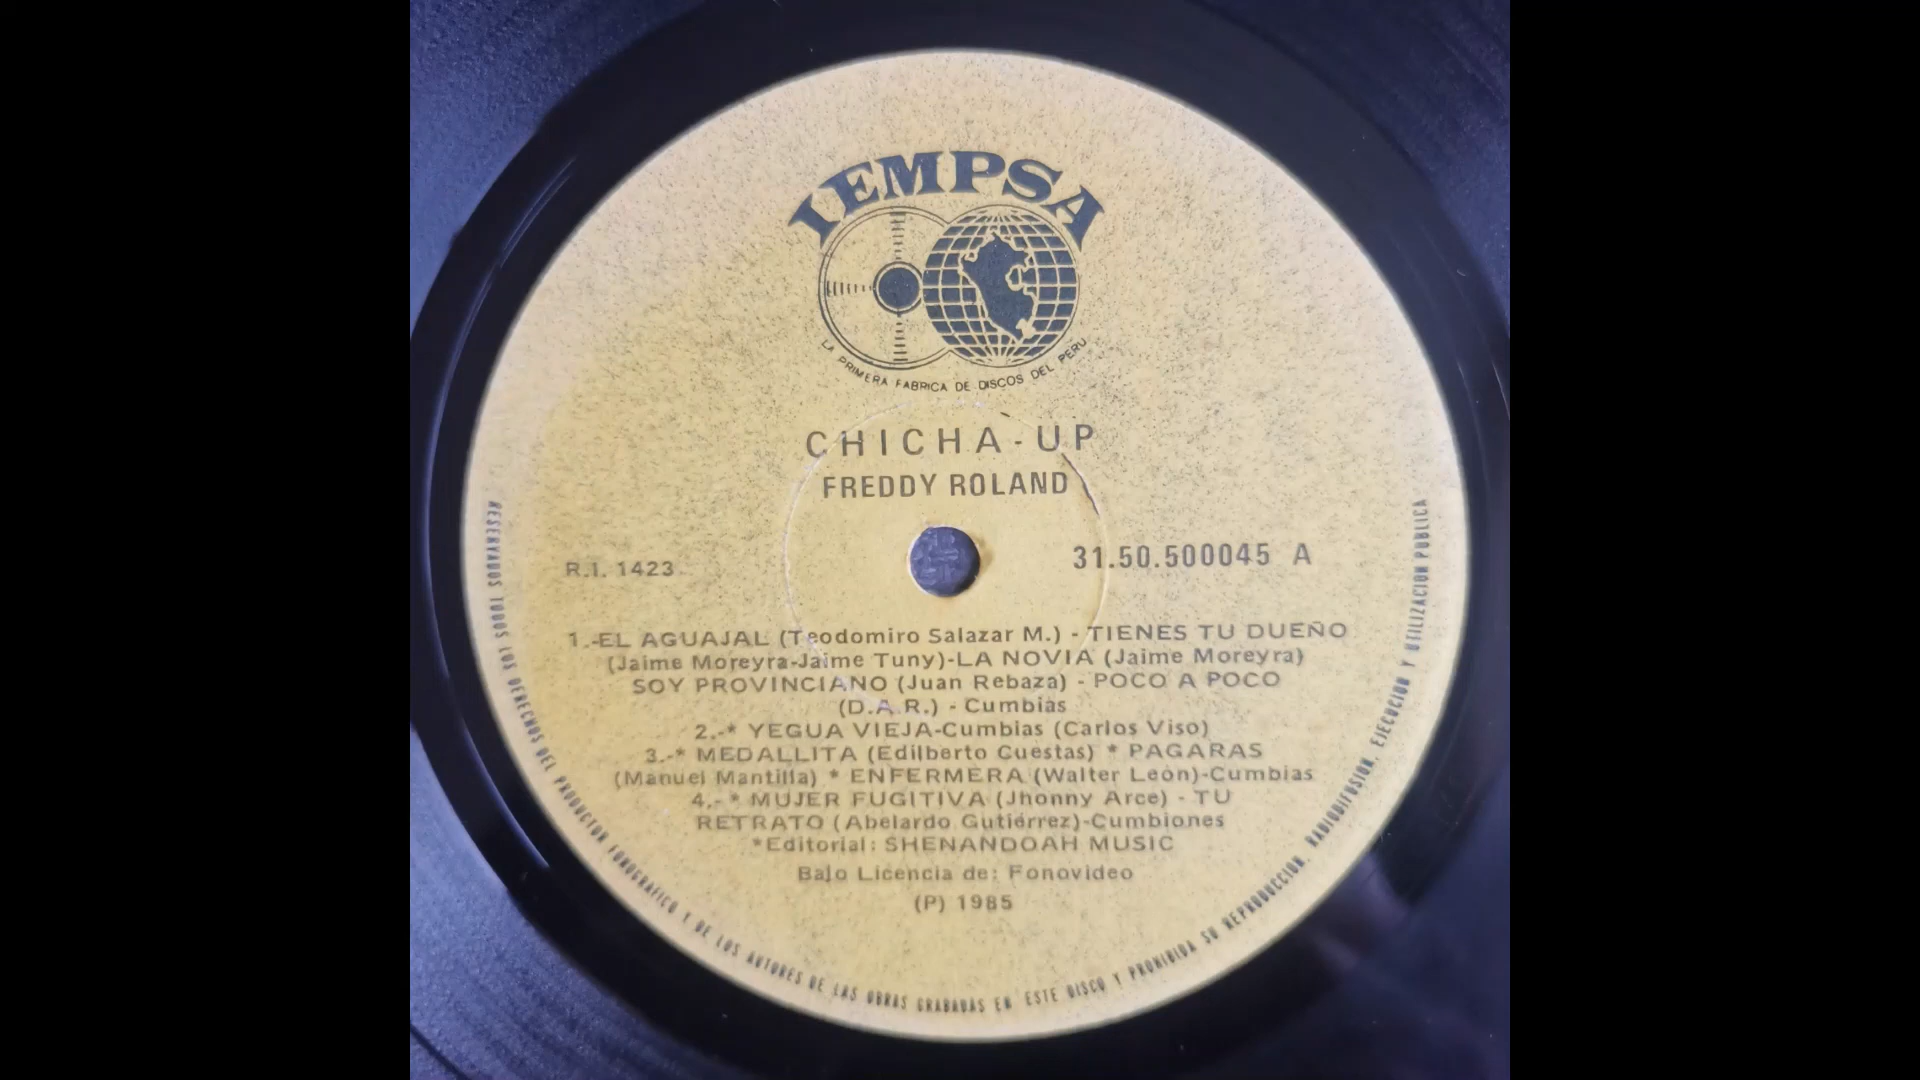 IEMPSA
LA PRIMERA FABRICA DE DISCOS DEL PERU
CHICHA-UP
FREDDY ROLAND
R.I. 1423
31.50.500045 A
1.-EL AGUAJAL (Teodomiro Salazar M.) - TIENES TU DUEÑO
(Jaime Moreyra-Jaime Tuny)-LA NOVIA (Jaime Moreyra)
SOY PROVINCIANO (Juan Rebaza) - POCO A POCO
(D.A.R.) - Cumbias
2.-* YEGUA VIEJA-Cumbias (Carlos Viso)
3.-* MEDALLITA (Edilberto Cuestas) * PAGARAS
(Manuel Mantilla) * ENFERMERA (Walter León)-Cumbias
4.-* MUJER FUGITIVA (Jhonny Arce) - TU
RETRATO (Abelardo Gutiérrez)-Cumbiones
*Editorial: SHENANDOAH MUSIC
Bajo Licencia de: Fonovideo
(P) 1985
RESERVADOS TODOS LOS DERECHOS DEL PRODUCTOR FONOGRAFICO Y DE LOS AUTORES DE LAS OBRAS GRABADAS EN ESTE DISCO Y PROHIBIDA SU REPRODUCCION, RADIODIFUSION, EJECUCION Y UTILIZACION PUBLICA